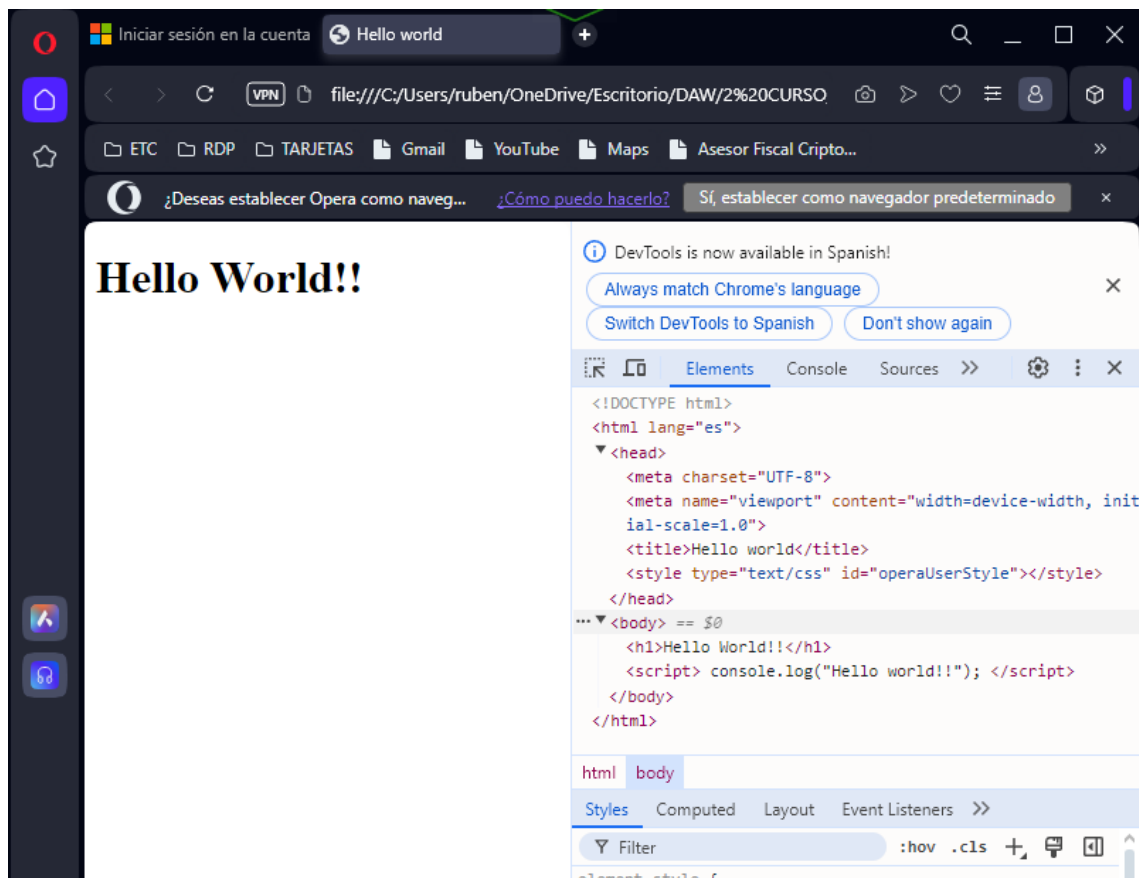 Iniciar sesión en la cuenta Hello world
VPN file:///C:/Users/ruben/OneDrive/Escritorio/DAW/2%20CURSO
ETC RDP TARJETAS Gmail YouTube Maps Asesor Fiscal Cripto...
¿Deseas establecer Opera como naveg... ¿Cómo puedo hacerlo? Sí, establecer como navegador predeterminado
Hello World!!
DevTools is now available in Spanish!
Always match Chrome's language
Switch DevTools to Spanish Don't show again
Elements Console Sources
<!DOCTYPE html>
<html lang="es">
<head>
<meta charset="UTF-8">
<meta name="viewport" content="width=device-width, init
ial-scale=1.0">
<title>Hello world</title>
<style type="text/css" id="operaUserStyle"></style>
</head>
... <body> == $0
<h1>Hello World!!</h1>
<script> console.log("Hello world!!"); </script>
</body>
</html>
html body
Styles Computed Layout Event Listeners
Filter :hov .cls